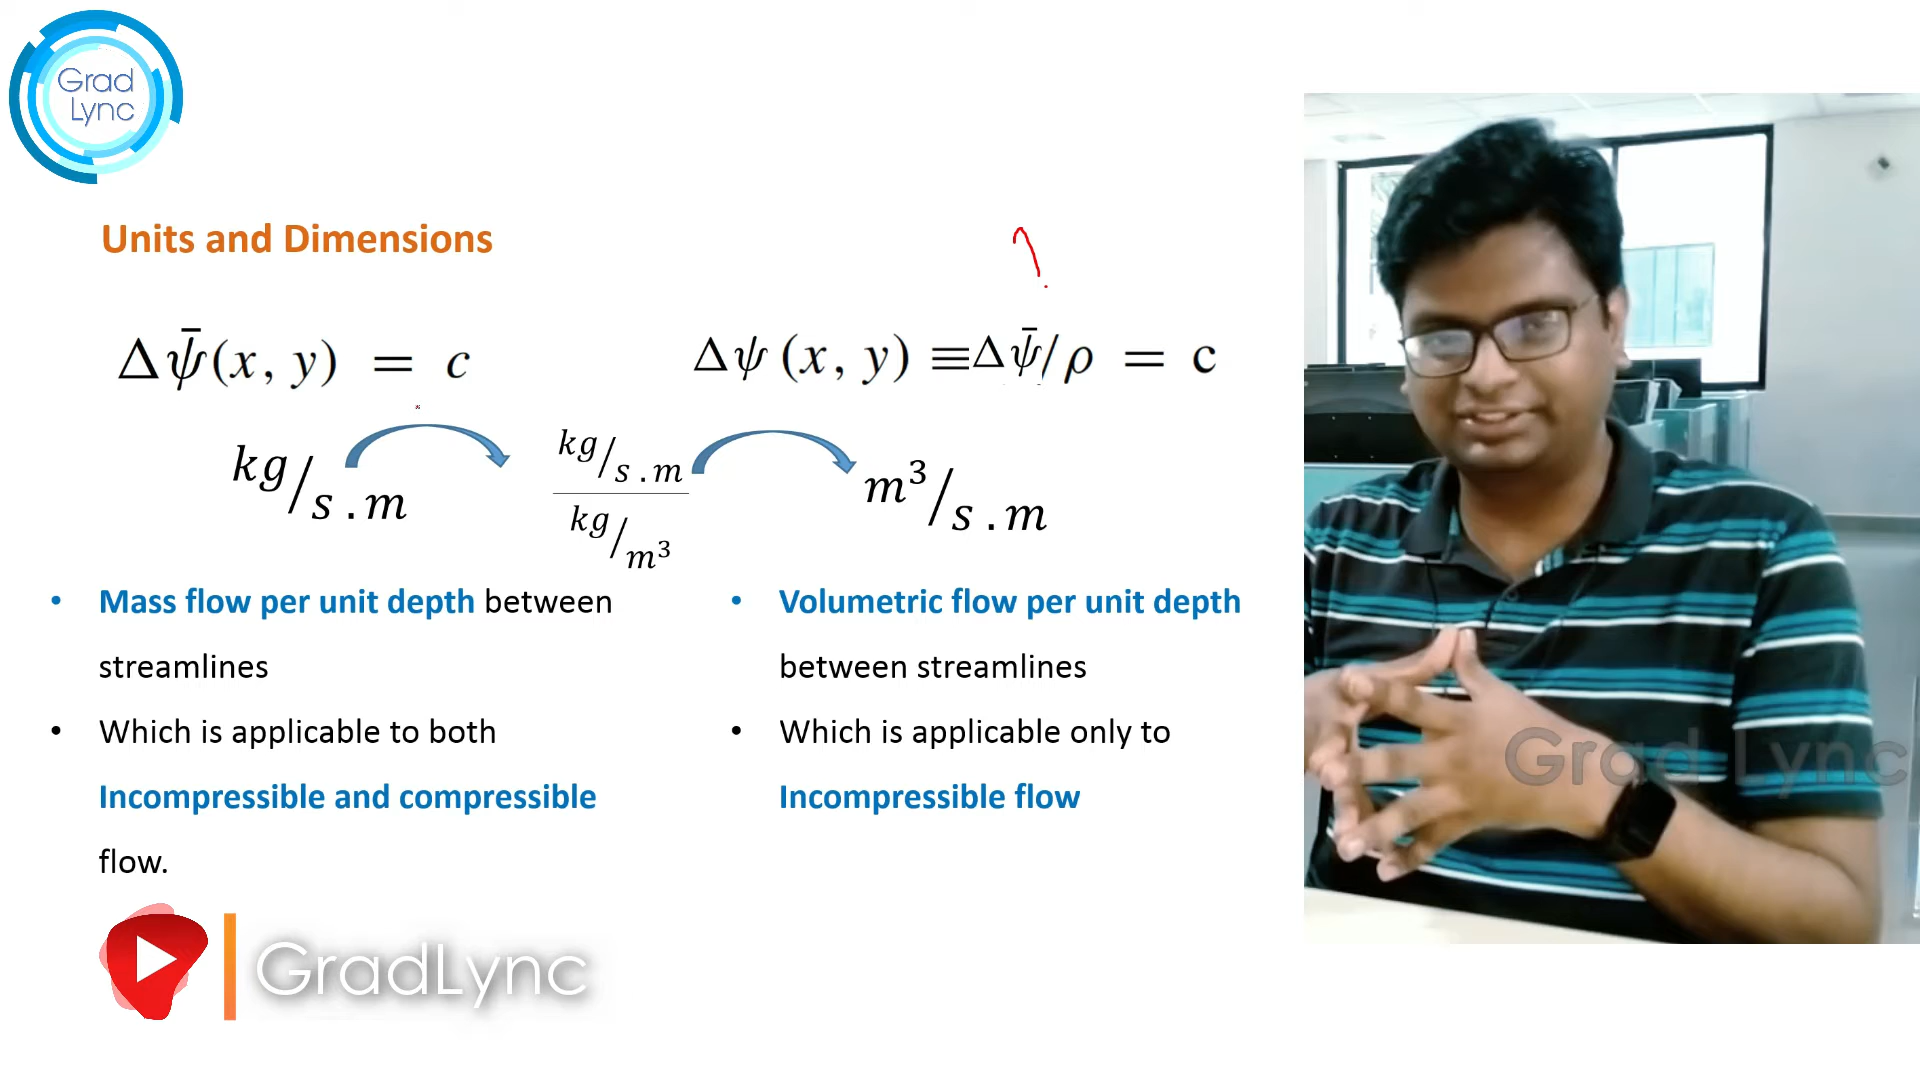 Grad
Lync
Units and Dimensions
Δψ̄(x, y) = c
Δψ (x, y) ≡Δψ̄/ρ = c
kg/s .m
kg/s .m
kg/m³
m³/s .m
• Mass flow per unit depth between
streamlines
• Which is applicable to both
Incompressible and compressible
flow.
• Volumetric flow per unit depth
between streamlines
• Which is applicable only to
Incompressible flow
Grad Lync
GradLync